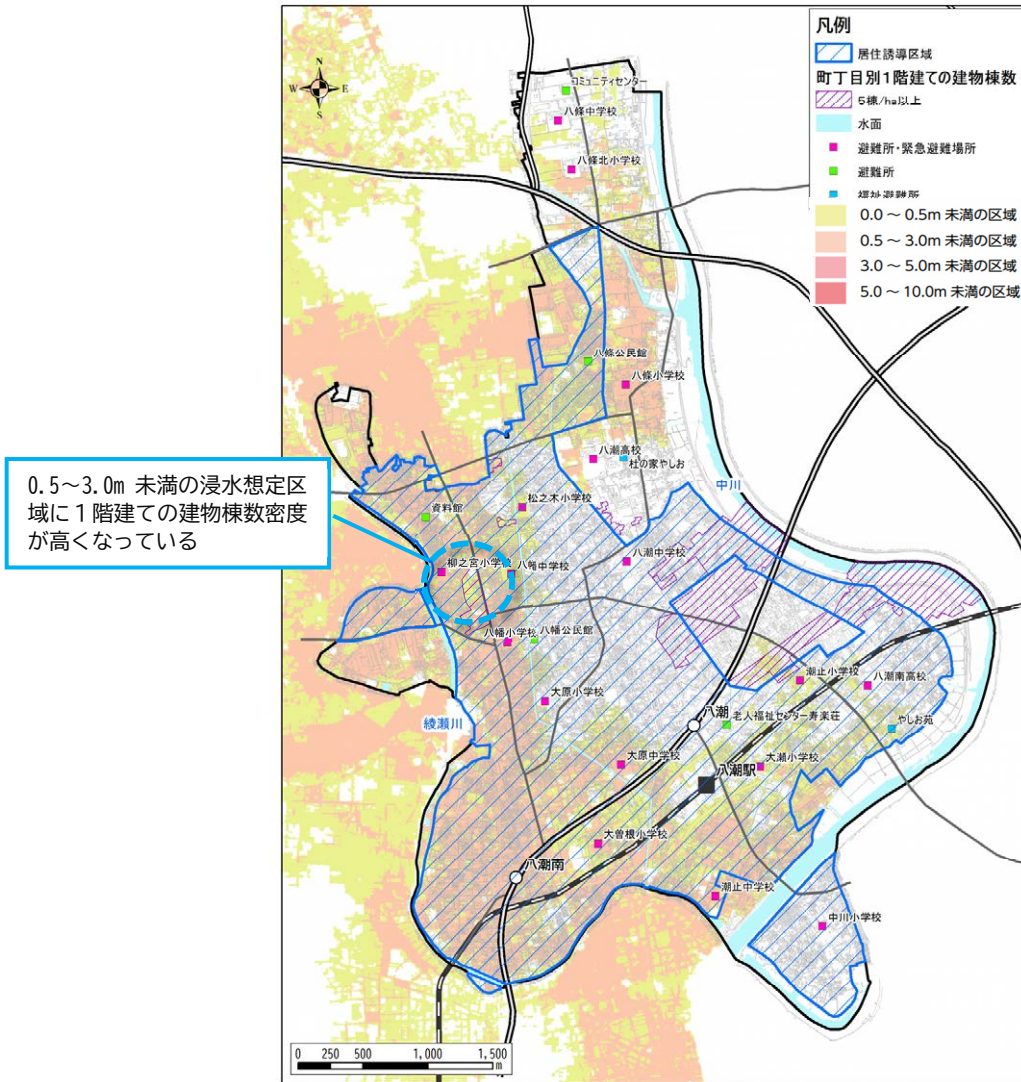 凡例
居住誘導区域
町丁目別1階建ての建物棟数
5棟/ha以上
水面
避難所・緊急避難場所
避難所
福祉避難所
0.0 ～ 0.5m 未満の区域
0.5 ～ 3.0m 未満の区域
3.0 ～ 5.0m 未満の区域
5.0 ～ 10.0m 未満の区域
N
W
E
S
コミュニティセンター
八條中学校
八條北小学校
八條公民館
八條小学校
八潮高校
杜の家やしお
中川
0.5～3.0m 未満の浸水想定区
域に１階建ての建物棟数密度
が高くなっている
資料館
松之木小学校
柳之宮小学校
八幡中学校
八潮中学校
八幡小学校
八幡公民館
潮止小学校
八潮南高校
大原小学校
綾瀬川
八潮
老人福祉センター寿楽荘
やしお苑
大原中学校
八潮駅
大瀬小学校
大曽根小学校
八潮南
潮止中学校
中川小学校
0 250 500 1,000 1,500
m